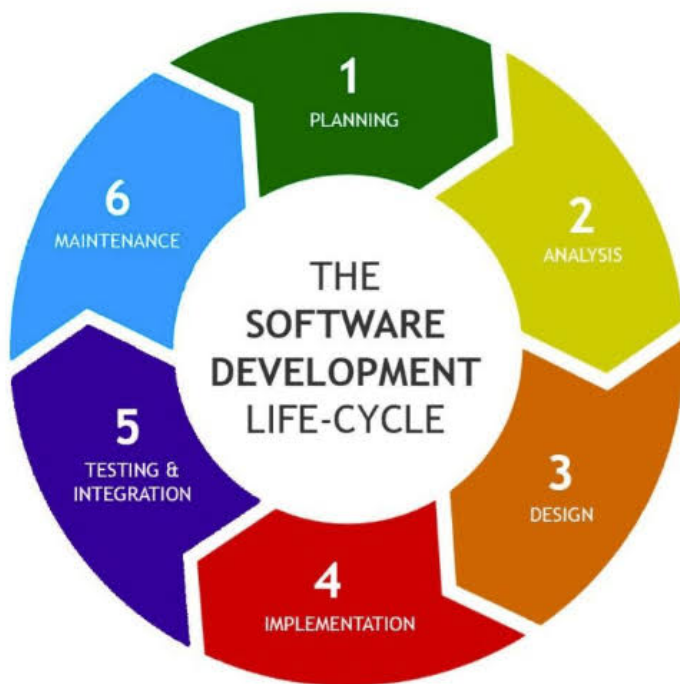 1
PLANNING
2
ANALYSIS
3
DESIGN
4
IMPLEMENTATION
5
TESTING &
INTEGRATION
6
MAINTENANCE
THE
SOFTWARE
DEVELOPMENT
LIFE-CYCLE